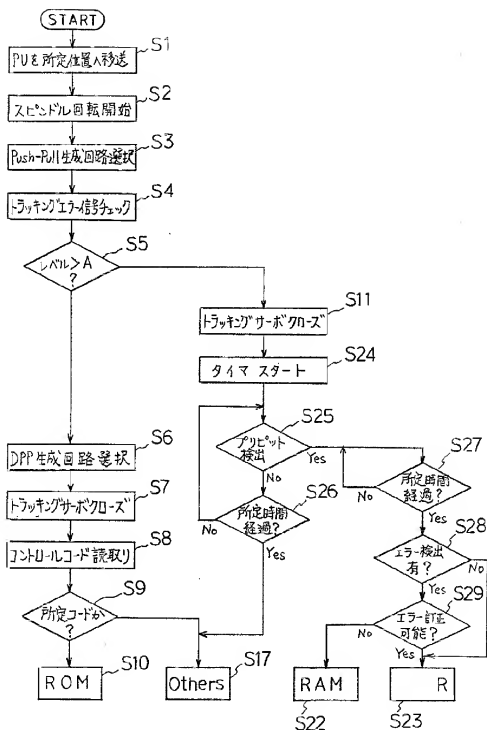 START
S1
PUを所定位置へ移送
S2
スピンドル回転開始
S3
Push-Pull生成回路選択
S4
トラッキングエラー信号チェック
S5
レベル>A
?
S11
トラッキングサーボクローズ
S24
タイマ スタート
S25
プリピット
検出
Yes
No
S26
所定時間
経過?
No
Yes
S27
所定時間
経過?
No
Yes
S28
エラー検出
有?
No
Yes
S29
エラー訂正
可能?
No
Yes
S6
DPP生成回路選択
S7
トラッキングサーボクローズ
S8
コントロールコード読取り
S9
所定コードか
?
ROM
S10
Others
S17
RAM
S22
R
S23